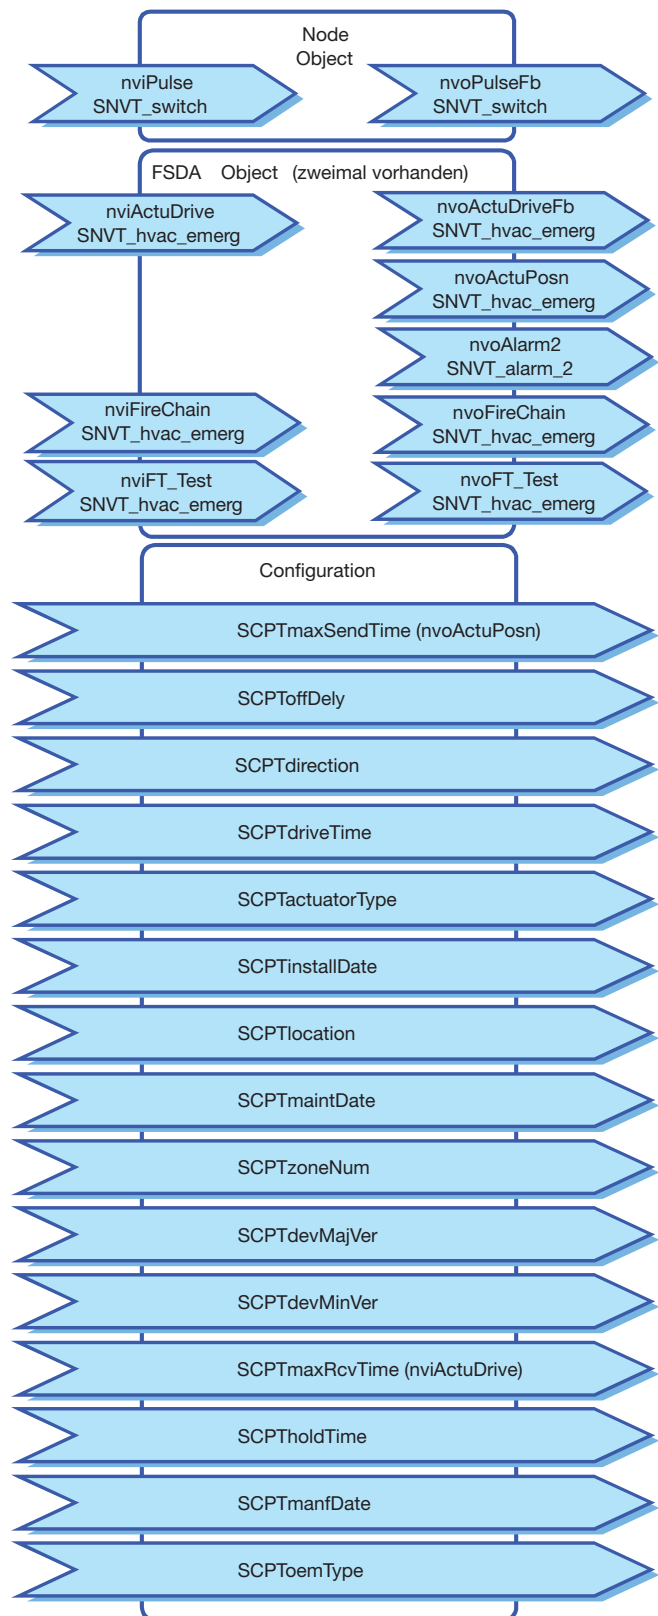 Node
Object
nviPulse
SNVT_switch
nvoPulseFb
SNVT_switch
FSDA Object (zweimal vorhanden)
nviActuDrive
SNVT_hvac_emerg
nvoActuDriveFb
SNVT_hvac_emerg
nvoActuPosn
SNVT_hvac_emerg
nvoAlarm2
SNVT_alarm_2
nviFireChain
SNVT_hvac_emerg
nvoFireChain
SNVT_hvac_emerg
nviFT_Test
SNVT_hvac_emerg
nvoFT_Test
SNVT_hvac_emerg
Configuration
SCPTmaxSendTime (nvoActuPosn)
SCPToffDely
SCPTdirection
SCPTdriveTime
SCPTactuatorType
SCPTinstallDate
SCPTlocation
SCPTmaintDate
SCPTzoneNum
SCPTdevMajVer
SCPTdevMinVer
SCPTmaxRcvTime (nviActuDrive)
SCPTholdTime
SCPTmanfDate
SCPToemType